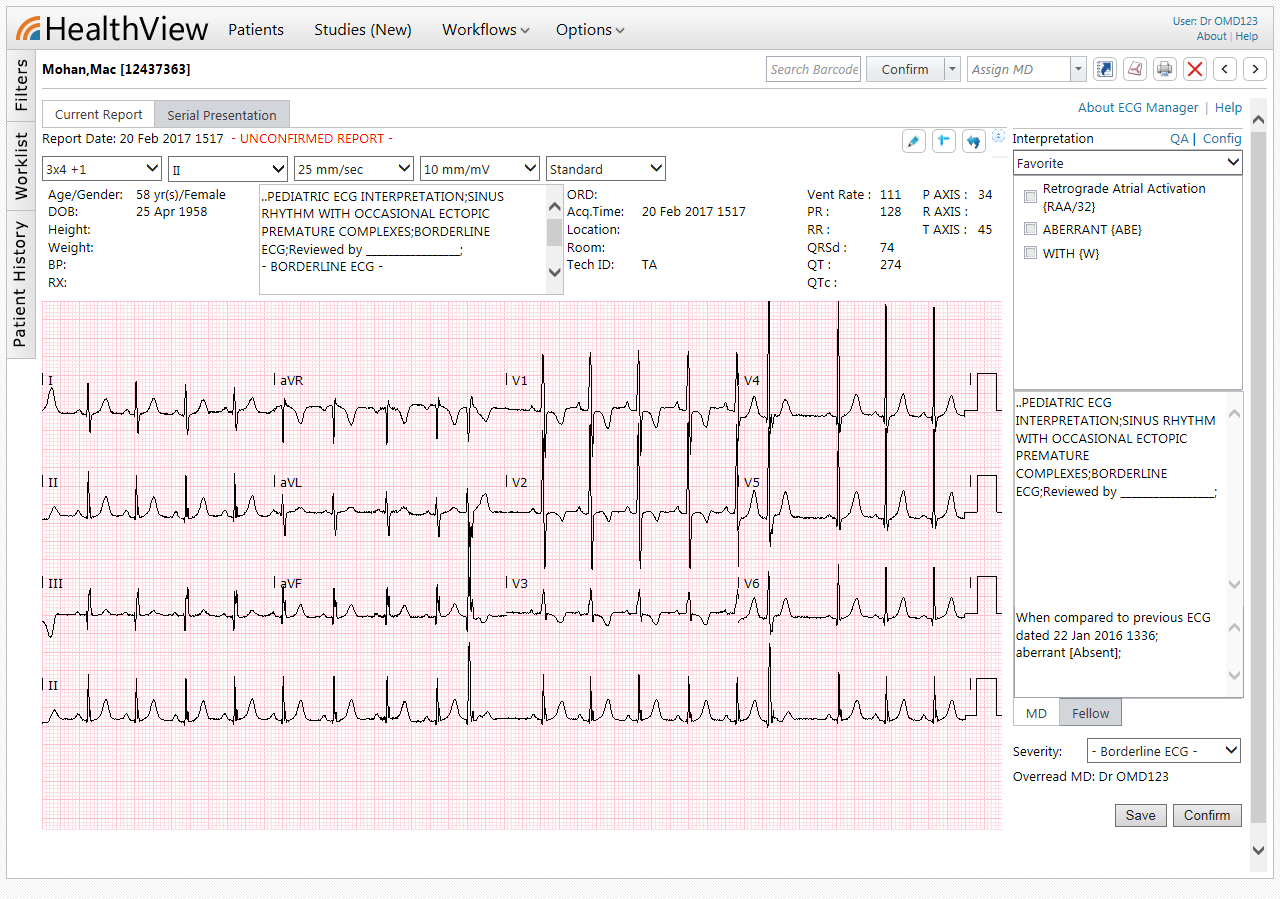 HealthView
Patients Studies (New) Workflows Options
User: Dr OMD123
About | Help
Filters
Worklist
Patient History
Mohan,Mac [12437363]
Search Barcode Confirm Assign MD
Current Report Serial Presentation
About ECG Manager | Help
Report Date: 20 Feb 2017 1517 - UNCONFIRMED REPORT -
3x4 +1 II 25 mm/sec 10 mm/mV Standard
Age/Gender: 58 yr(s)/Female
DOB: 25 Apr 1958
Height:
Weight:
BP:
RX:
..PEDIATRIC ECG INTERPRETATION;SINUS
RHYTHM WITH OCCASIONAL ECTOPIC
PREMATURE COMPLEXES;BORDERLINE
ECG;Reviewed by ________________;
- BORDERLINE ECG -
ORD:
Acq.Time: 20 Feb 2017 1517
Location:
Room:
Tech ID: TA
Vent Rate : 111 P AXIS : 34
PR : 128 R AXIS :
RR : T AXIS : 45
QRSd : 74
QT : 274
QTc :
I aVR V1 V4
II aVL V2 V5
III aVF V3 V6
II
Interpretation QA | Config
Favorite
Retrograde Atrial Activation
{RAA/32}
ABERRANT {ABE}
WITH {W}
..PEDIATRIC ECG
INTERPRETATION;SINUS RHYTHM
WITH OCCASIONAL ECTOPIC
PREMATURE
COMPLEXES;BORDERLINE
ECG;Reviewed by ________________;
When compared to previous ECG
dated 22 Jan 2016 1336;
aberrant [Absent];
MD Fellow
Severity: - Borderline ECG -
Overread MD: Dr OMD123
Save Confirm